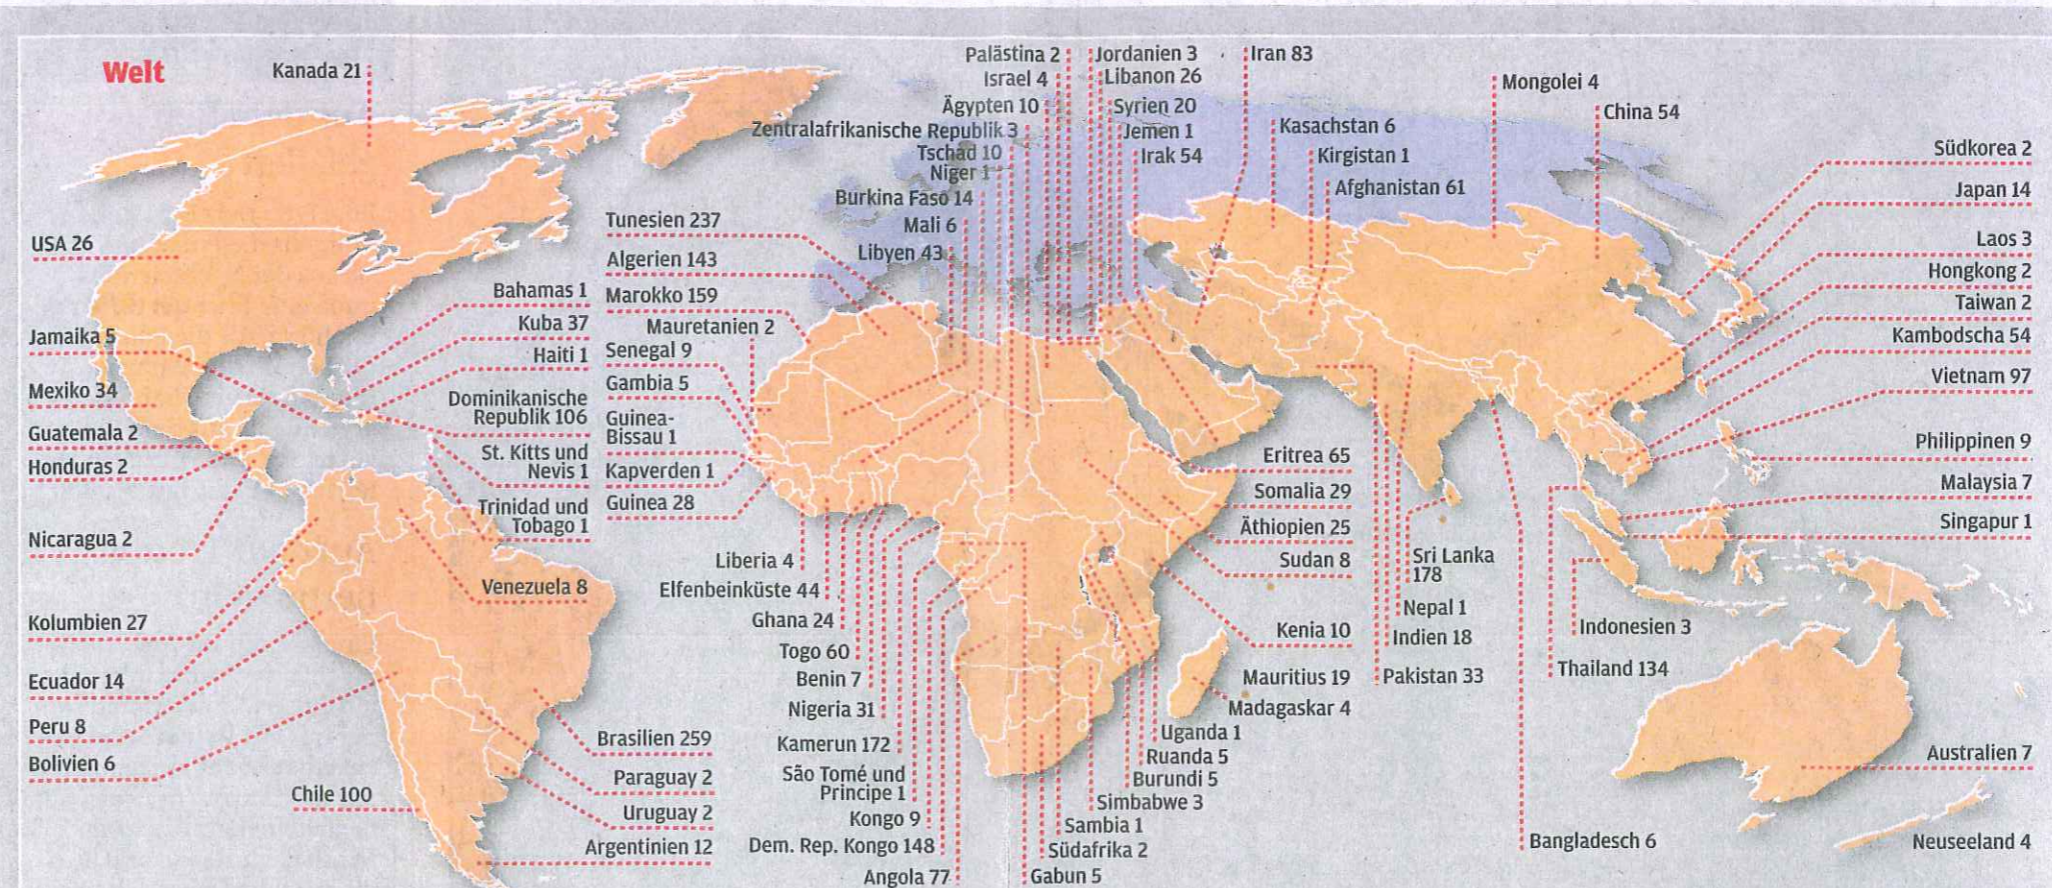 Welt
Kanada 21
USA 26
Jamaika 5
Mexiko 34
Guatemala 2
Honduras 2
Nicaragua 2
Kolumbien 27
Ecuador 14
Peru 8
Bolivien 6
Chile 100
Bahamas 1
Kuba 37
Haiti 1
Dominikanische
Republik 106
St. Kitts und
Nevis 1
Trinidad und
Tobago 1
Venezuela 8
Brasilien 259
Paraguay 2
Uruguay 2
Argentinien 12
Tunesien 237
Algerien 143
Marokko 159
Mauretanien 2
Senegal 9
Gambia 5
Guinea-
Bissau 1
Kapverden 1
Guinea 28
Liberia 4
Elfenbeinküste 44
Ghana 24
Togo 60
Benin 7
Nigeria 31
Kamerun 172
São Tomé und
Principe 1
Kongo 9
Dem. Rep. Kongo 148
Angola 77
Palästina 2
Israel 4
Ägypten 10
Zentralafrikanische Republik 3
Tschad 10
Niger 1
Burkina Faso 14
Mali 6
Libyen 43
Jordanien 3
Libanon 26
Syrien 20
Jemen 1
Irak 54
Iran 83
Kasachstan 6
Kirgistan 1
Afghanistan 61
Mongolei 4
China 54
Südkorea 2
Japan 14
Laos 3
Hongkong 2
Taiwan 2
Kambodscha 54
Vietnam 97
Philippinen 9
Malaysia 7
Singapur 1
Eritrea 65
Somalia 29
Äthiopien 25
Sudan 8
Kenia 10
Mauritius 19
Madagaskar 4
Uganda 1
Ruanda 5
Burundi 5
Simbabwe 3
Sambia 1
Südafrika 2
Gabun 5
Sri Lanka
178
Nepal 1
Indien 18
Pakistan 33
Indonesien 3
Thailand 134
Bangladesch 6
Australien 7
Neuseeland 4